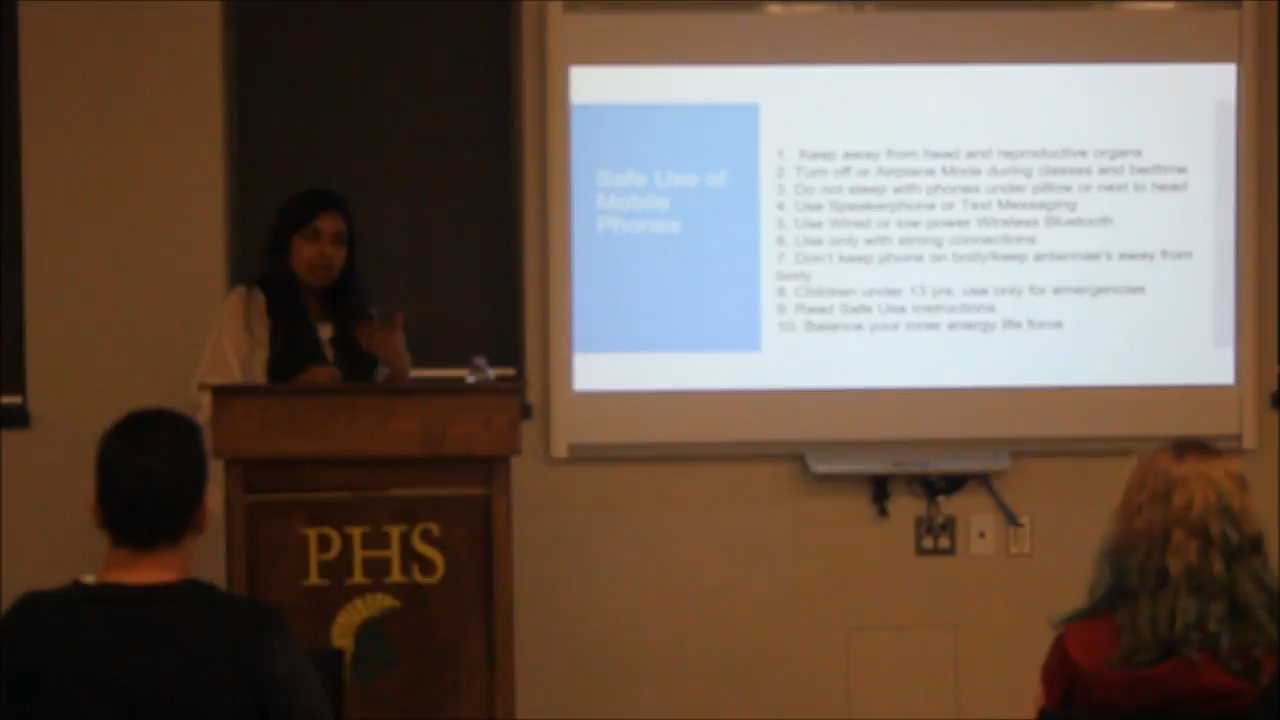 Safe Use of
Mobile
Phones
1. Keep away from head and reproductive organs
2. Turn off or Airplane Mode during classes and bedtime
3. Do not sleep with phones under pillow or next to head
4. Use Speakerphone or Text Messaging
5. Use Wired or low-power Wireless Bluetooth
6. Use only with strong connections
7. Don't keep phone on body/keep antennae's away from
body
8. Children under 13 yrs. use only for emergencies
9. Read Safe Use Instructions
10. Balance your inner energy life force
PHS